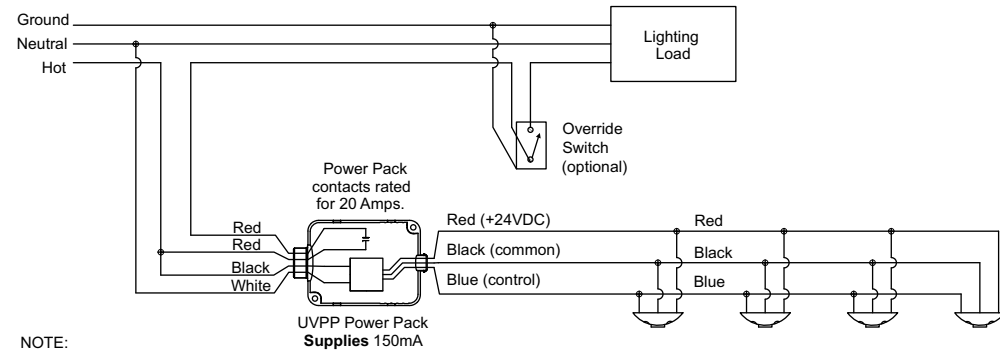 Ground
Neutral
Hot
Lighting
Load
Override
Switch
(optional)
Power Pack
contacts rated
for 20 Amps.
Red
Red
Black
White
Red (+24VDC)
Black (common)
Blue (control)
Red
Black
Blue
UVPP Power Pack
Supplies 150mA
NOTE: